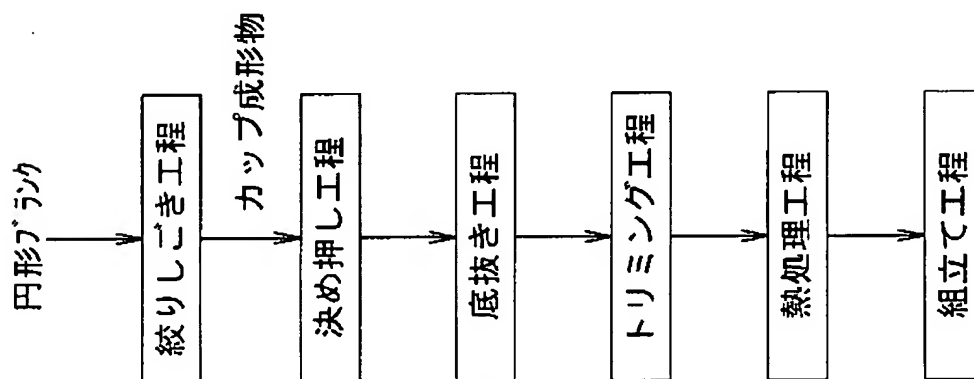 円形ブランク
絞りしごき工程
カップ成形物
決め押し工程
底抜き工程
トリミング工程
熱処理工程
組立て工程